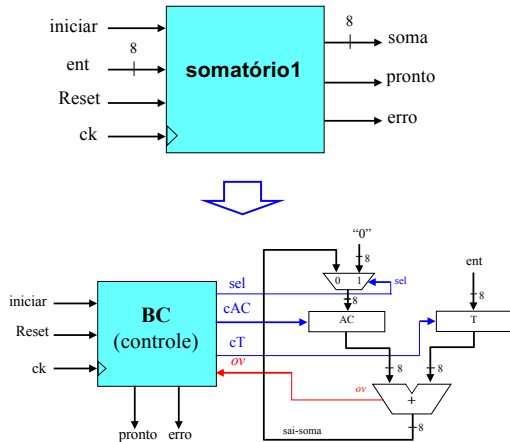 iniciar
8
ent
Reset
ck
somatório1
8
soma
pronto
erro
“0”
8
0 1
sel
8
ent
8
iniciar
Reset
ck
BC
(controle)
sel
cAC
cT
ov
AC
T
8
8
ov
+
8
sai-soma
pronto
erro